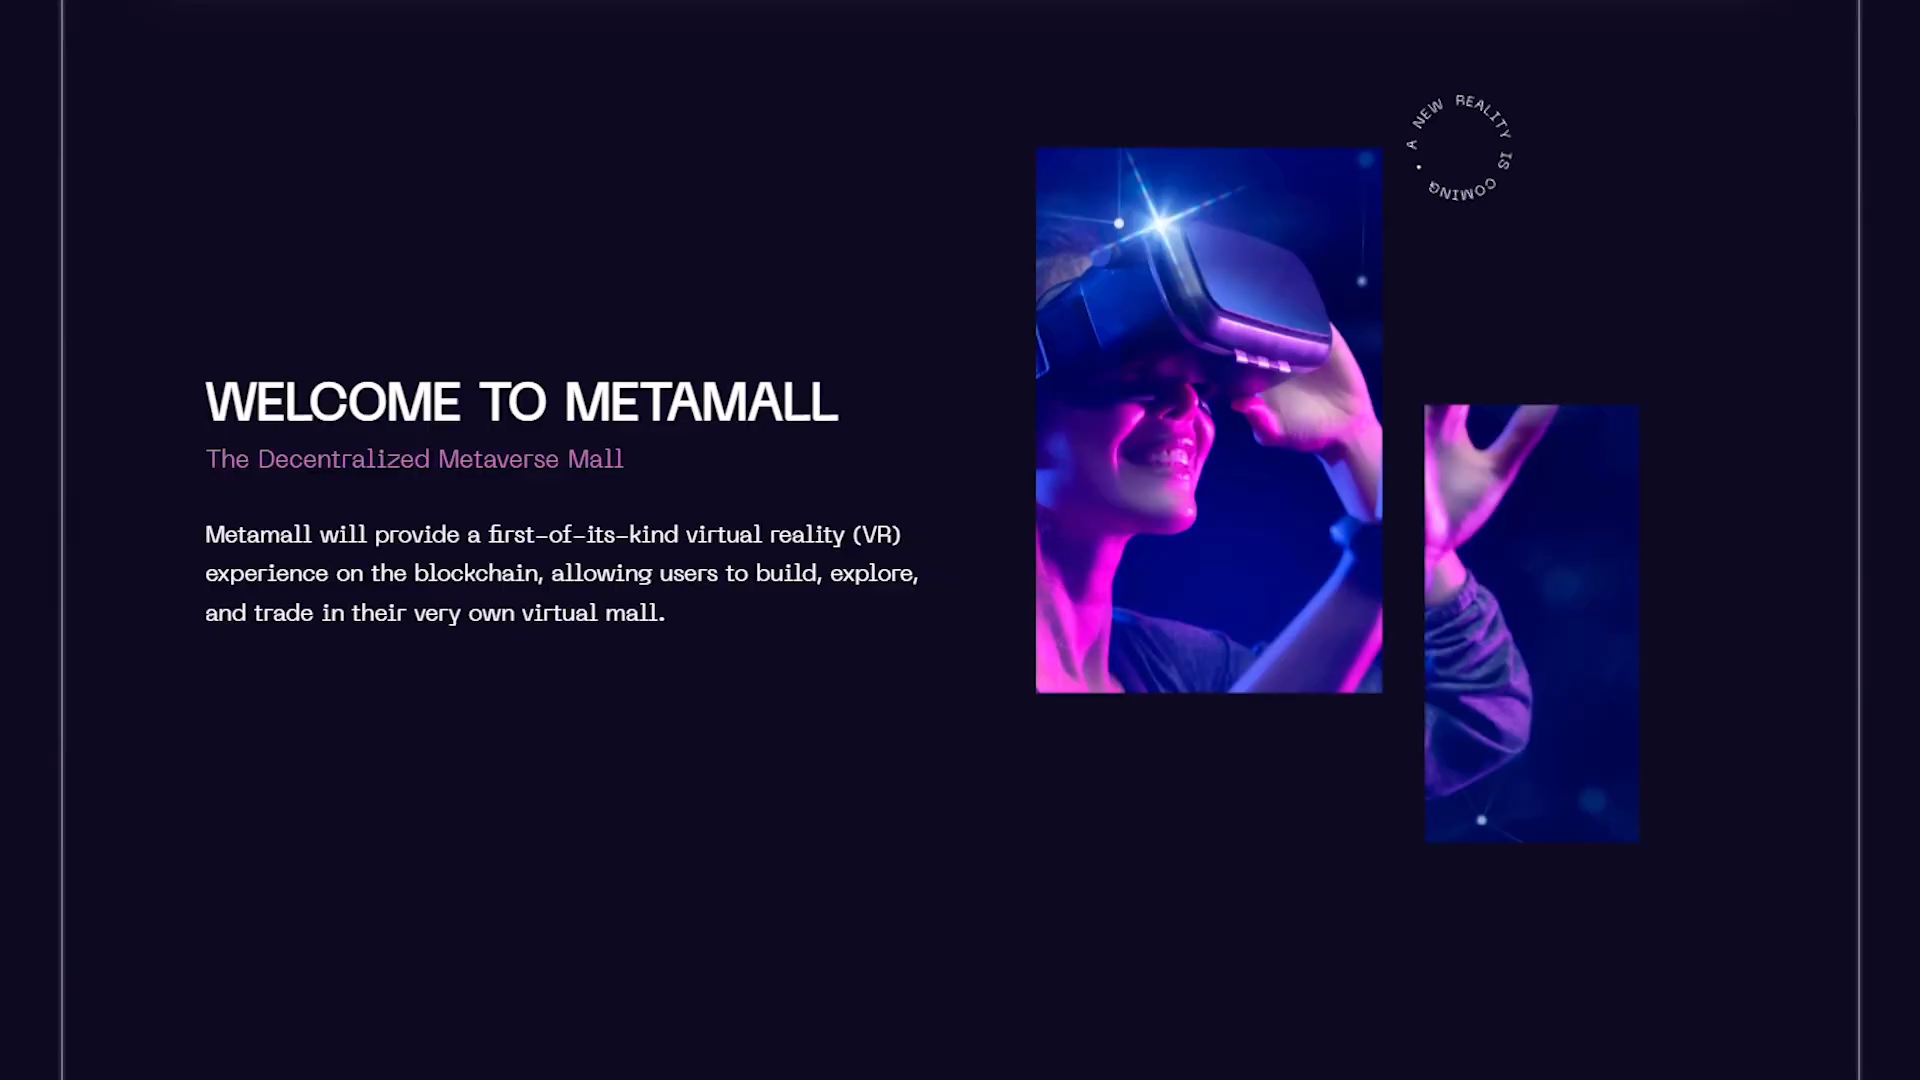 A NEW REALITY IS COMING •
WELCOME TO METAMALL
The Decentralized Metaverse Mall
Metamall will provide a first-of-its-kind virtual reality (VR)
experience on the blockchain, allowing users to build, explore,
and trade in their very own virtual mall.